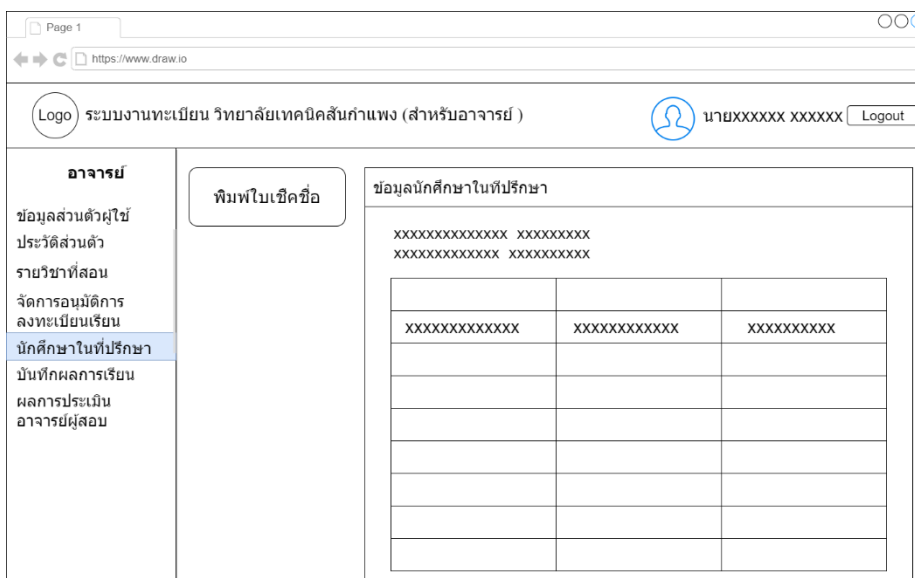 Page 1
https://www.draw.io
Logo
ระบบงานทะเบียน วิทยาลัยเทคนิคสันกำแพง (สำหรับอาจารย์ )
นายxxxxxx xxxxxx
Logout
อาจารย์
ข้อมูลส่วนตัวผู้ใช้
ประวัติส่วนตัว
รายวิชาที่สอน
จัดการอนุมัติการ
ลงทะเบียนเรียน
นักศึกษาในที่ปรึกษา
บันทึกผลการเรียน
ผลการประเมิน
อาจารย์ผู้สอบ
พิมพ์ใบเช็คชื่อ
ข้อมูลนักศึกษาในที่ปรึกษา
xxxxxxxxxxxxxx xxxxxxxxx
xxxxxxxxxxxxx xxxxxxxxxx
xxxxxxxxxxxxx xxxxxxxxxxxx xxxxxxxxxx